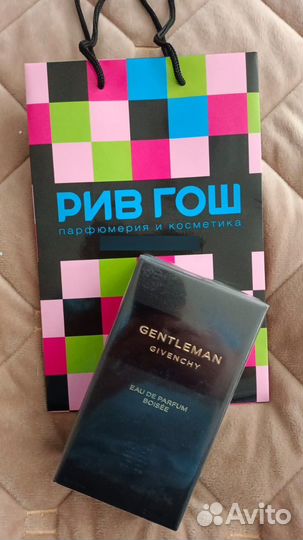 РИВ ГОШ
парфюмерия и косметика
GENTLEMAN
GIVENCHY
EAU DE PARFUM
BOISÉE
Avito